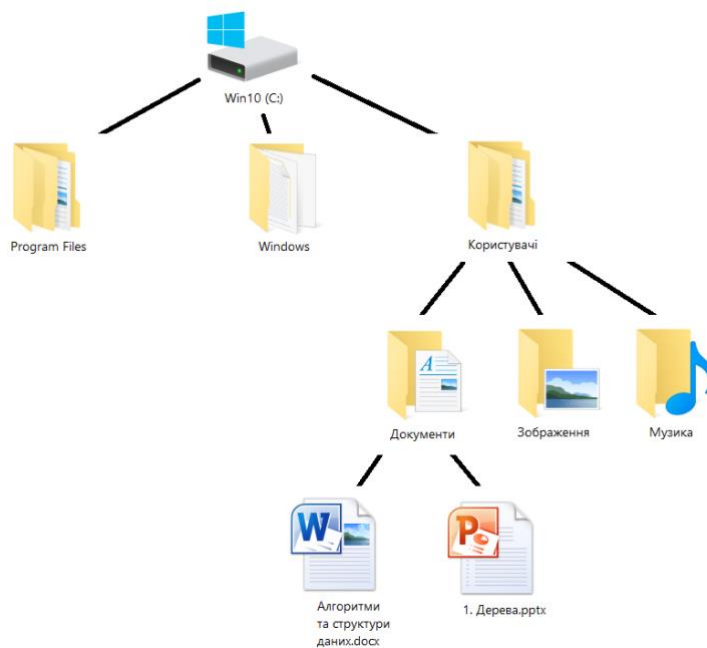 Win10 (C:)
Program Files
Windows
Користувачі
Документи
Зображення
Музика
W
P
Алгоритми
та структури
даних.docx
1. Дерева.pptx